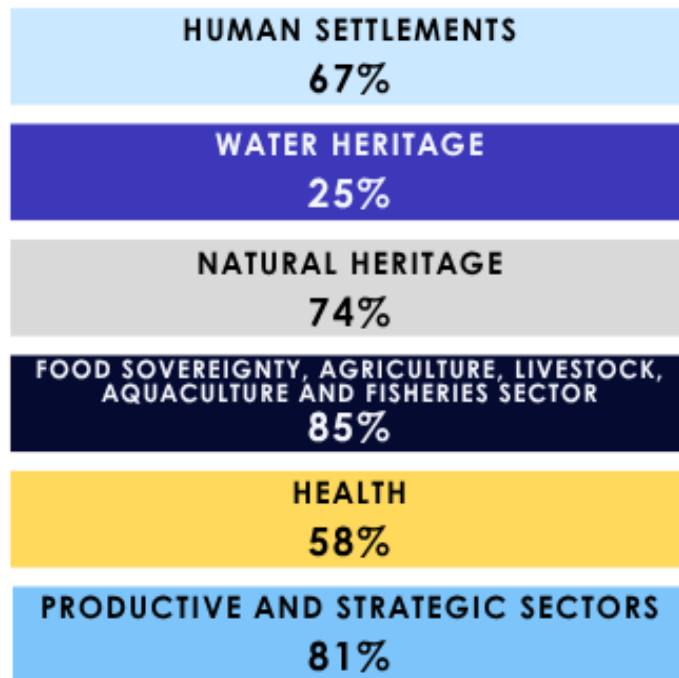 HUMAN SETTLEMENTS
67%
WATER HERITAGE
25%
NATURAL HERITAGE
74%
FOOD SOVEREIGNTY, AGRICULTURE, LIVESTOCK,
AQUACULTURE AND FISHERIES SECTOR
85%
HEALTH
58%
PRODUCTIVE AND STRATEGIC SECTORS
81%